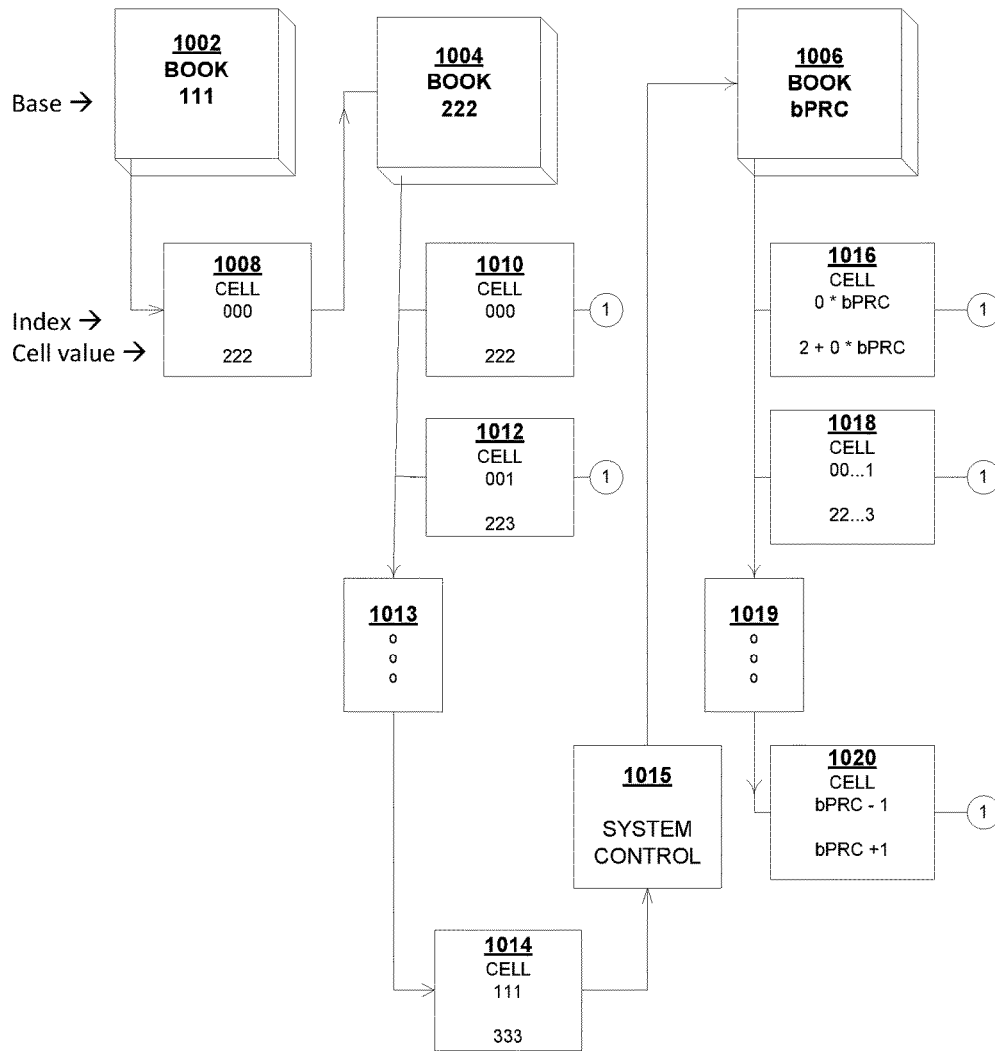 1002
BOOK
111
1004
BOOK
222
1006
BOOK
bPRC
Base →
1008
CELL
000
222
Index →
Cell value →
1010
CELL
000
222
1
1016
CELL
0 * bPRC
2 + 0 * bPRC
1
1012
CELL
001
223
1
1018
CELL
00...1
22...3
1
1013
o
o
o
1019
o
o
o
1015
SYSTEM
CONTROL
1020
CELL
bPRC - 1
bPRC +1
1
1014
CELL
111
333